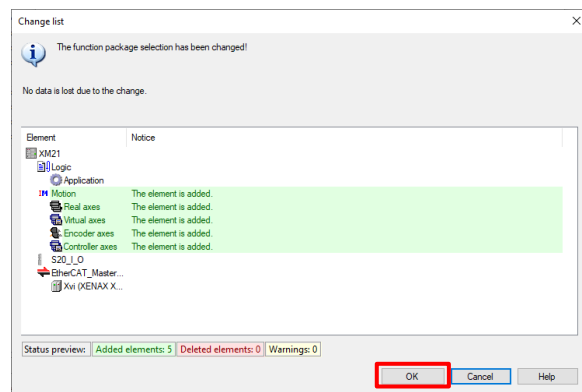 Change list
The function package selection has been changed!
No data is lost due to the change.
Element Notice
XM21
Logic
Application
Motion The element is added.
Real axes The element is added.
Virtual axes The element is added.
Encoder axes The element is added.
Controller axes The element is added.
S20_I_O
EtherCAT_Master...
Xvi (XENAX X...
Status preview: Added elements: 5 Deleted elements: 0 Warnings: 0
OK Cancel Help